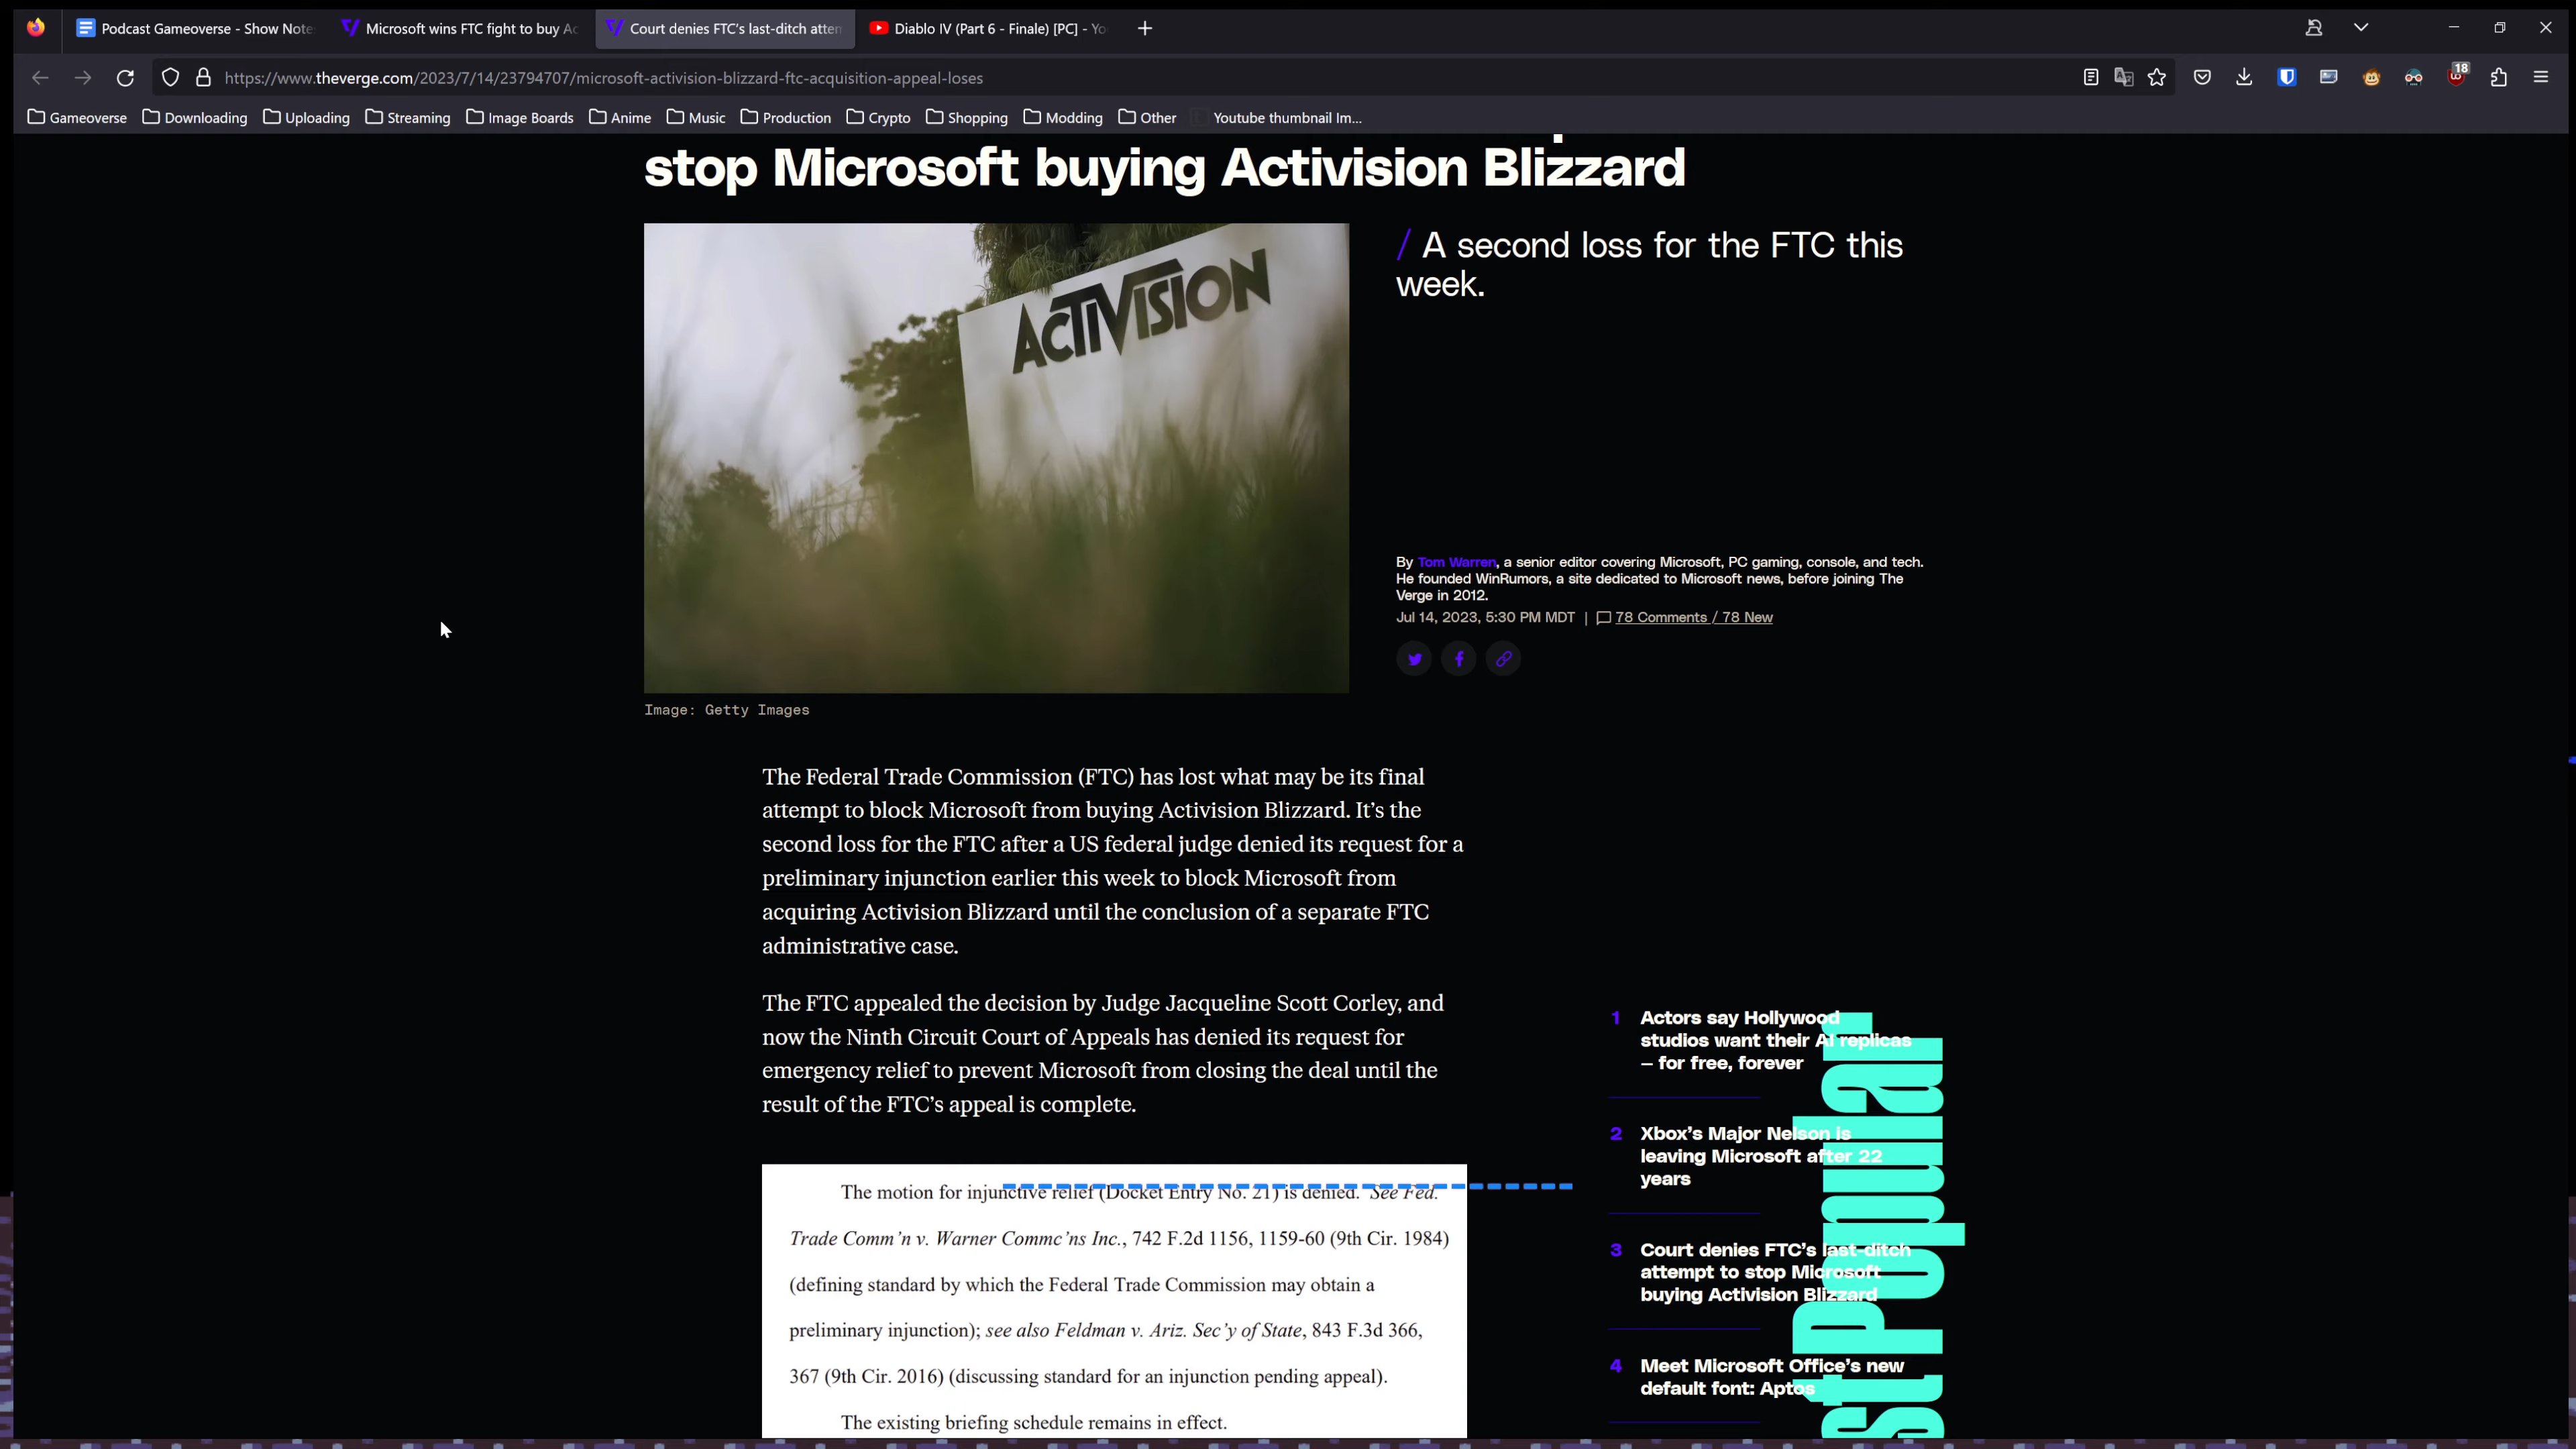 Podcast Gameoverse - Show Note
Microsoft wins FTC fight to buy Ac
Court denies FTC's last-ditch atten
Diablo IV (Part 6 - Finale) [PC] - Yo
https://www.theverge.com/2023/7/14/23794707/microsoft-activision-blizzard-ftc-acquisition-appeal-loses
18
Gameoverse Downloading Uploading Streaming Image Boards Anime Music Production Crypto Shopping Modding Other Youtube thumbnail Im...
stop Microsoft buying Activision Blizzard
ACTIVISION
/ A second loss for the FTC this
week.
By Tom Warren, a senior editor covering Microsoft, PC gaming, console, and tech.
He founded WinRumors, a site dedicated to Microsoft news, before joining The
Verge in 2012.
Jul 14, 2023, 5:30 PM MDT | 78 Comments / 78 New
Image: Getty Images
The Federal Trade Commission (FTC) has lost what may be its final
attempt to block Microsoft from buying Activision Blizzard. It’s the
second loss for the FTC after a US federal judge denied its request for a
preliminary injunction earlier this week to block Microsoft from
acquiring Activision Blizzard until the conclusion of a separate FTC
administrative case.
The FTC appealed the decision by Judge Jacqueline Scott Corley, and
now the Ninth Circuit Court of Appeals has denied its request for
emergency relief to prevent Microsoft from closing the deal until the
result of the FTC’s appeal is complete.
The motion for injunctive relief (Docket Entry No. 21) is denied. See Fed.
Trade Comm’n v. Warner Commc’ns Inc., 742 F.2d 1156, 1159-60 (9th Cir. 1984)
(defining standard by which the Federal Trade Commission may obtain a
preliminary injunction); see also Feldman v. Ariz. Sec’y of State, 843 F.3d 366,
367 (9th Cir. 2016) (discussing standard for an injunction pending appeal).
The existing briefing schedule remains in effect.
1 Actors say Hollywood
studios want their AI replicas
— for free, forever
2 Xbox’s Major Nelson is
leaving Microsoft after 22
years
3 Court denies FTC’s last-ditch
attempt to stop Microsoft
buying Activision Blizzard
4 Meet Microsoft Office’s new
default font: Aptos
st Popular